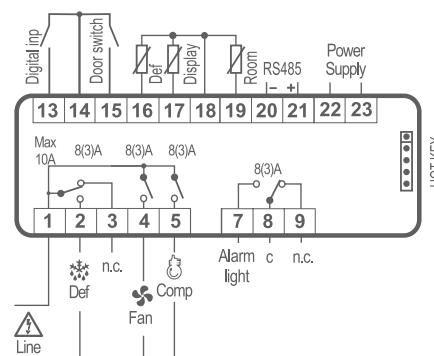 Digital inp
Door switch
Def
Display
Room
RS485
– +
Power
Supply
13 14 15 16 17 18 19 20 21 22 23
Max
10A
8(3)A 8(3)A 8(3)A
8(3)A
HOT KEY
1 2 3 4 5 7 8 9
Def
n.c.
Fan
Comp
Alarm
light
c
n.c.
Line